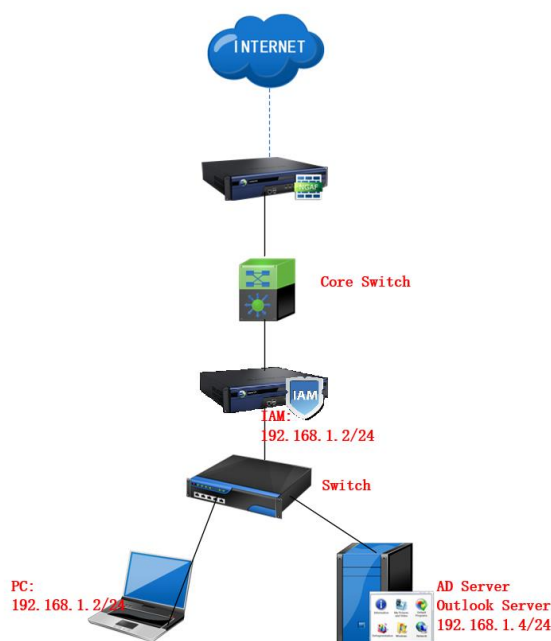 INTERNET
NGAF
Core Switch
IAM
IAM:
192.168.1.2/24
Switch
PC:
192.168.1.2/24
AD Server
Outlook Server
192.168.1.4/24